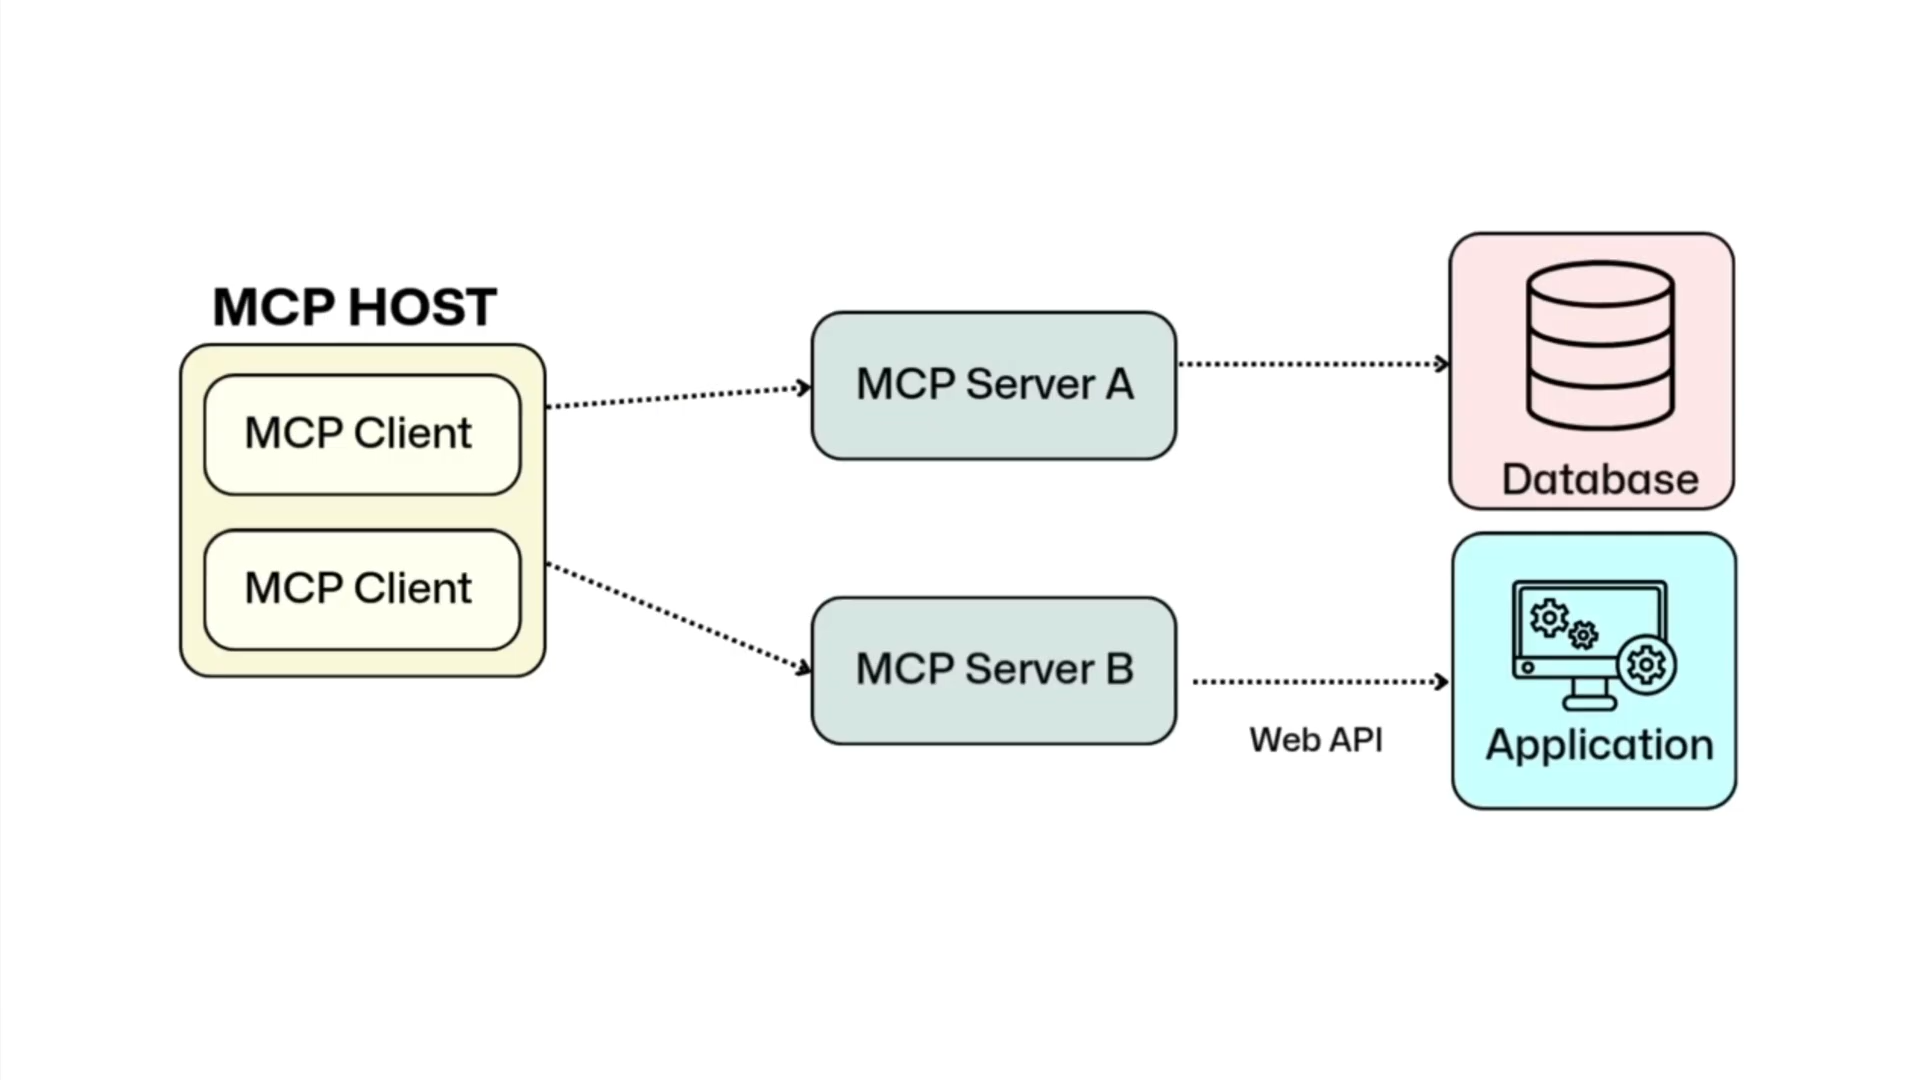 MCP HOST
MCP Client
MCP Client
MCP Server A
MCP Server B
Web API
Database
Application